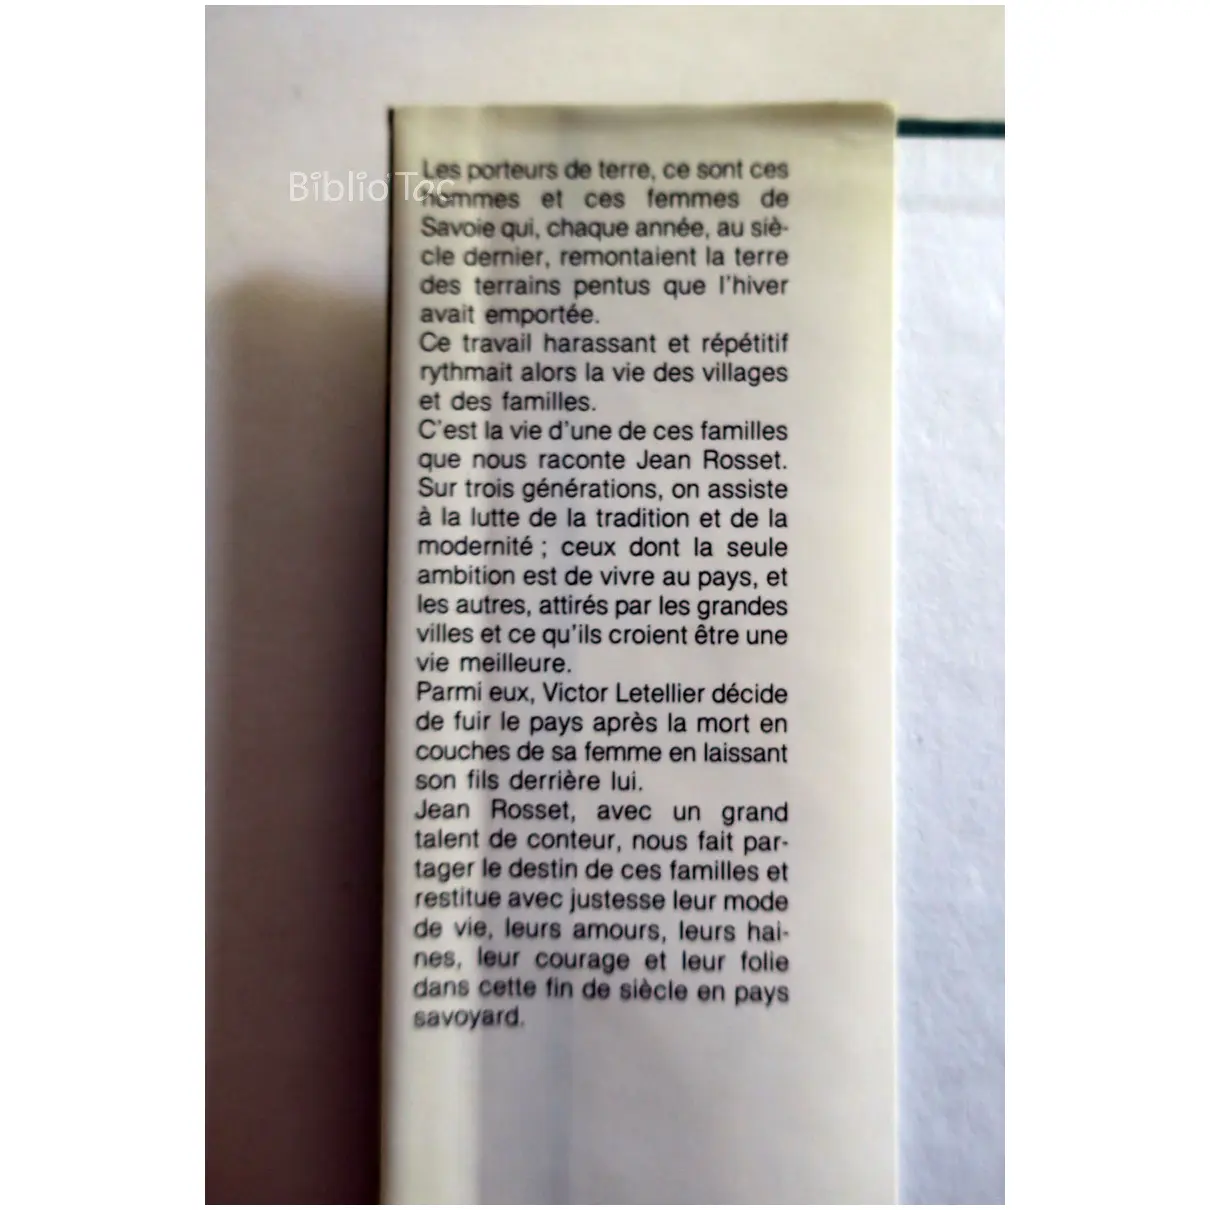 Biblio'Toc
Les porteurs de terre, ce sont ces
hommes et ces femmes de
Savoie qui, chaque année, au siè-
cle dernier, remontaient la terre
des terrains pentus que l'hiver
avait emportée.
Ce travail harassant et répétitif
rythmait alors la vie des villages
et des familles.
C'est la vie d'une de ces familles
que nous raconte Jean Rosset.
Sur trois générations, on assiste
à la lutte de la tradition et de la
modernité ; ceux dont la seule
ambition est de vivre au pays, et
les autres, attirés par les grandes
villes et ce qu'ils croient être une
vie meilleure.
Parmi eux, Victor Letellier décide
de fuir le pays après la mort en
couches de sa femme en laissant
son fils derrière lui.
Jean Rosset, avec un grand
talent de conteur, nous fait par-
tager le destin de ces familles et
restitue avec justesse leur mode
de vie, leurs amours, leurs hai-
nes, leur courage et leur folie
dans cette fin de siècle en pays
savoyard.